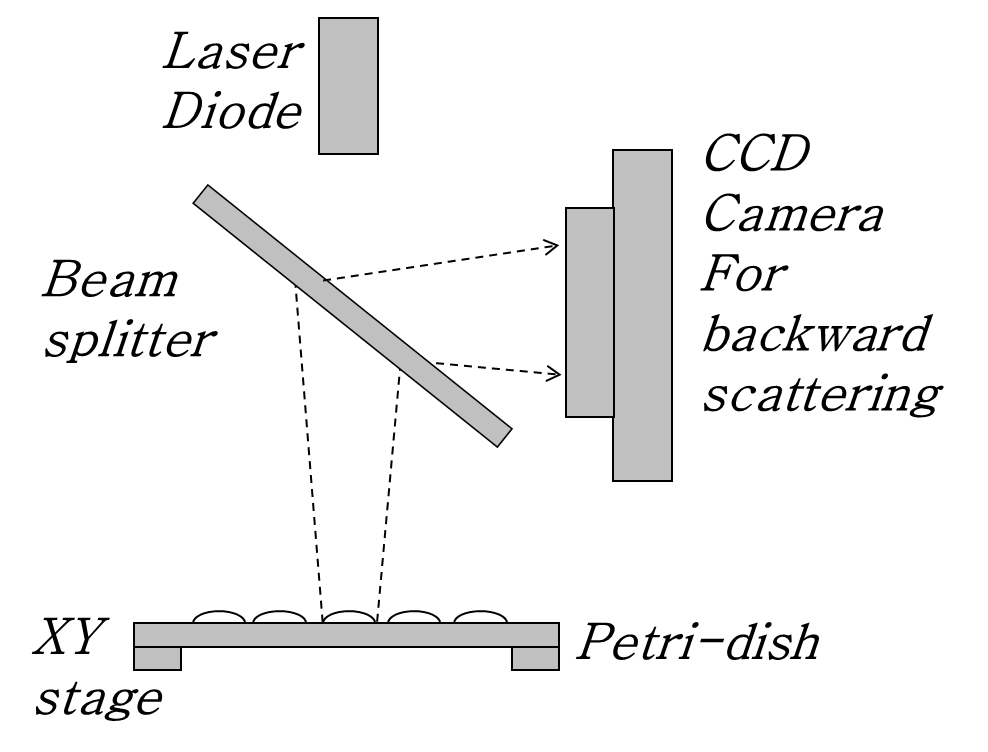 Laser
Diode
CCD
Camera
For
backward
scattering
Beam
splitter
XY
stage
Petri-dish